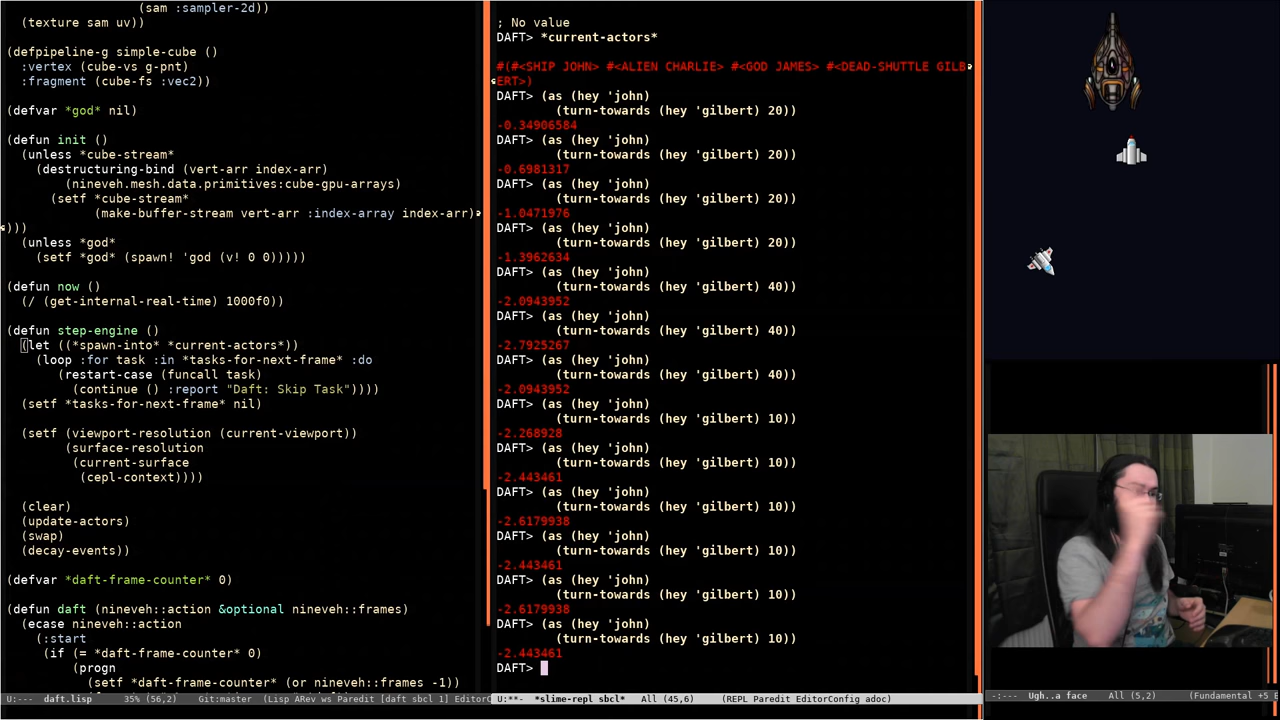 (sam :sampler-2d))
(texture sam uv))
(defpipeline-g simple-cube ()
:vertex (cube-vs g-pnt)
:fragment (cube-fs :vec2))
(defvar *god* nil)
(defun init ()
(unless *cube-stream*
(destructuring-bind (vert-arr index-arr)
(nineveh.mesh.data.primitives:cube-gpu-arrays)
(setf *cube-stream*
(make-buffer-stream vert-arr :index-array index-arr)
)))
(unless *god*
(setf *god* (spawn! 'god (v! 0 0)))))
(defun now ()
(/ (get-internal-real-time) 1000f0))
(defun step-engine ()
(let ((*spawn-into* *current-actors*))
(loop :for task :in *tasks-for-next-frame* :do
(restart-case (funcall task)
(continue () :report "Daft: Skip Task"))))
(setf *tasks-for-next-frame* nil)
(setf (viewport-resolution (current-viewport))
(surface-resolution
(current-surface
(cepl-context))))
(clear)
(update-actors)
(swap)
(decay-events))
(defvar *daft-frame-counter* 0)
(defun daft (nineveh::action &optional nineveh::frames)
(ecase nineveh::action
(:start
(if (= *daft-frame-counter* 0)
(progn
(setf *daft-frame-counter* (or nineveh::frames -1))
U:--- daft.lisp 35% (56,2) Git:master (Lisp ARev ws Paredit [daft sbcl 1] EditorC
; No value
DAFT> *current-actors*
#(#<SHIP JOHN> #<ALIEN CHARLIE> #<GOD JAMES> #<DEAD-SHUTTLE GILB
ERT>)
DAFT> (as (hey 'john)
(turn-towards (hey 'gilbert) 20))
-0.34906584
DAFT> (as (hey 'john)
(turn-towards (hey 'gilbert) 20))
-0.6981317
DAFT> (as (hey 'john)
(turn-towards (hey 'gilbert) 20))
-1.0471976
DAFT> (as (hey 'john)
(turn-towards (hey 'gilbert) 20))
-1.3962634
DAFT> (as (hey 'john)
(turn-towards (hey 'gilbert) 40))
-2.0943952
DAFT> (as (hey 'john)
(turn-towards (hey 'gilbert) 40))
-2.7925267
DAFT> (as (hey 'john)
(turn-towards (hey 'gilbert) 40))
-2.0943952
DAFT> (as (hey 'john)
(turn-towards (hey 'gilbert) 10))
-2.268928
DAFT> (as (hey 'john)
(turn-towards (hey 'gilbert) 10))
-2.443461
DAFT> (as (hey 'john)
(turn-towards (hey 'gilbert) 10))
-2.6179938
DAFT> (as (hey 'john)
(turn-towards (hey 'gilbert) 10))
-2.443461
DAFT> (as (hey 'john)
(turn-towards (hey 'gilbert) 10))
-2.6179938
DAFT> (as (hey 'john)
(turn-towards (hey 'gilbert) 10))
-2.443461
DAFT>
U:**- *slime-repl sbcl* All (45,6) (REPL Paredit EditorConfig adoc)
-:--- Ugh..a face All (5,2) (Fundamental +5 E